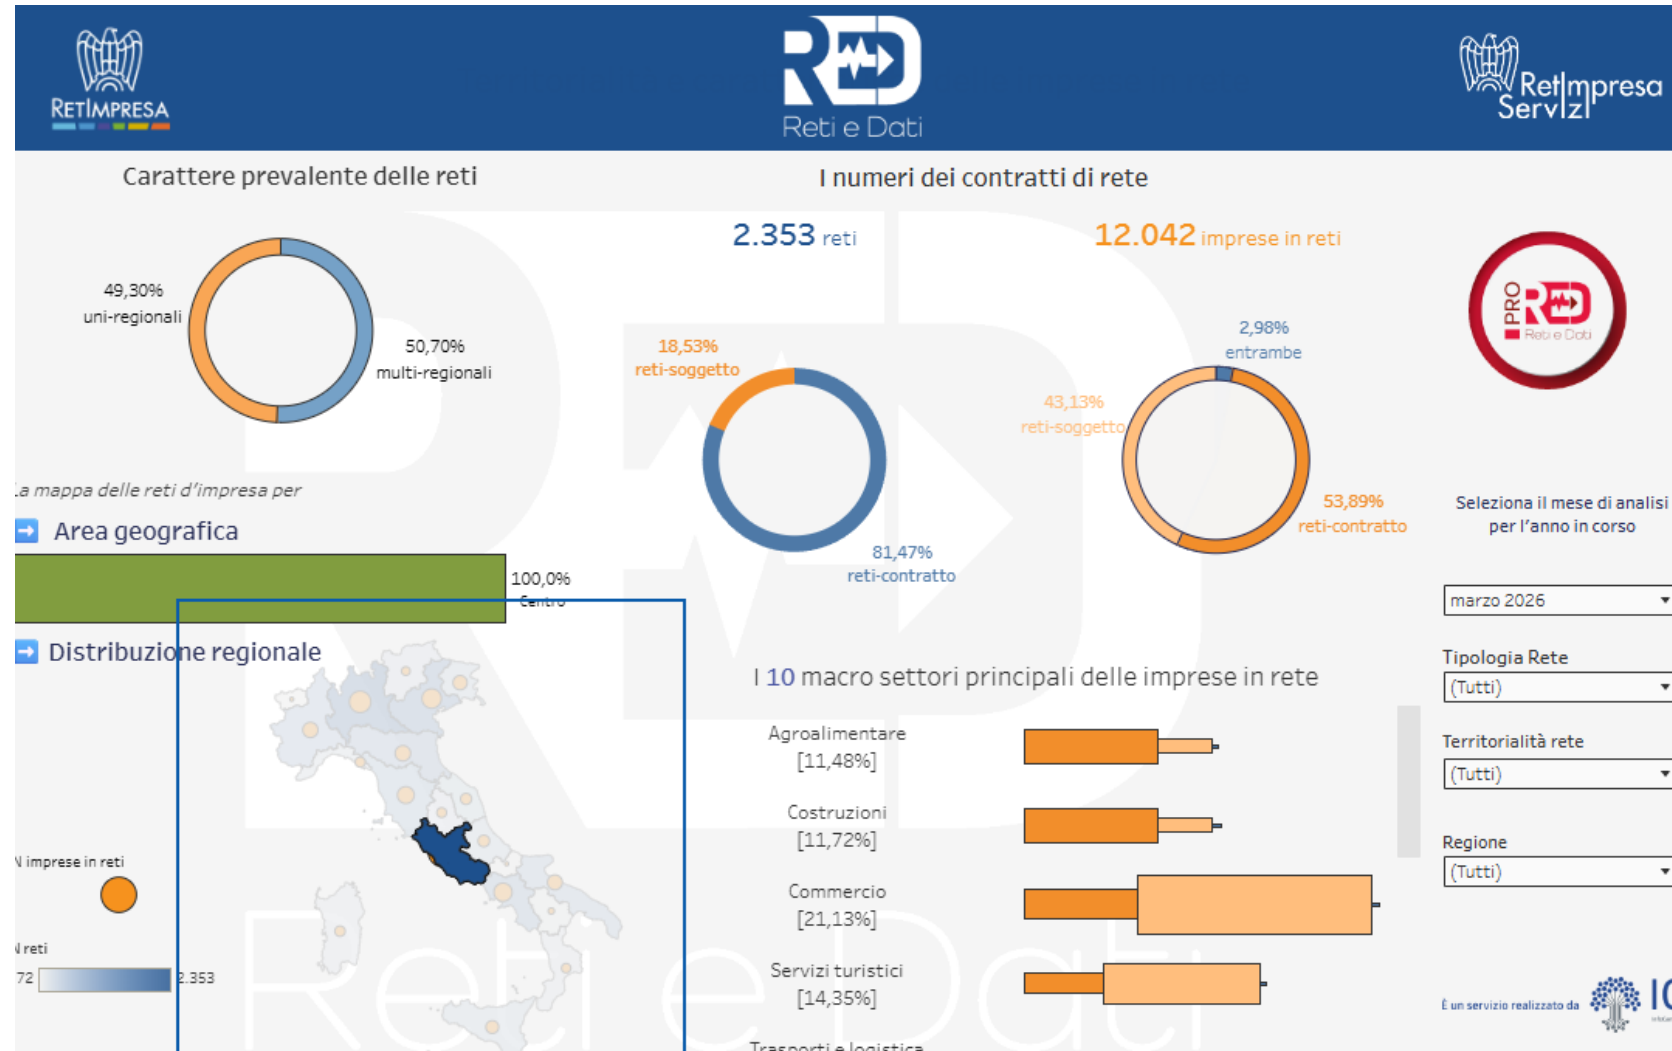 RETIMPRESA
RED
Reti e Dati
RetImpresa
Servizi
Carattere prevalente delle reti
I numeri dei contratti di rete
2.353 reti
12.042 imprese in reti
49,30%
uni-regionali
50,70%
multi-regionali
18,53%
reti-soggetto
81,47%
reti-contratto
2,98%
entrambe
43,13%
reti-soggetto
53,89%
reti-contratto
PRO
RED
Reti e Dati
La mappa delle reti d'impresa per
Area geografica
100,0%
Centro
Distribuzione regionale
N imprese in reti
N reti
72
2.353
Seleziona il mese di analisi
per l'anno in corso
marzo 2026
Tipologia Rete
(Tutti)
Territorialità rete
(Tutti)
Regione
(Tutti)
I 10 macro settori principali delle imprese in rete
Agroalimentare
[11,48%]
Costruzioni
[11,72%]
Commercio
[21,13%]
Servizi turistici
[14,35%]
Trasporti e logistica
È un servizio realizzato da
Reti e Dati